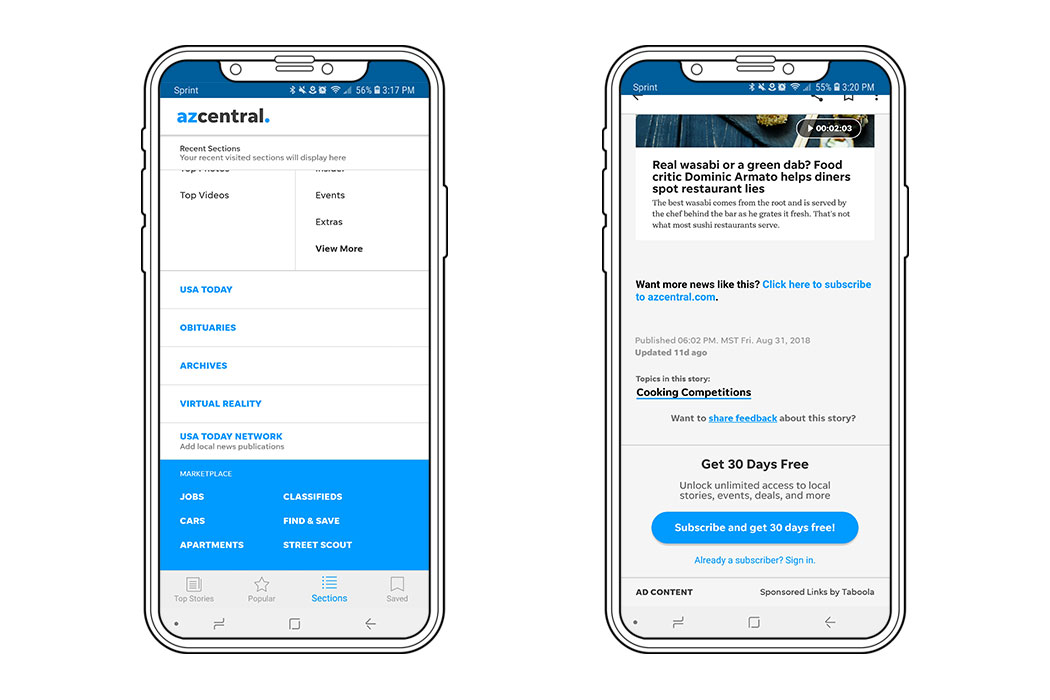 Sprint
56% 3:17 PM
azcentral.
Recent Sections
Your recent visited sections will display here
Top Photos
Insider
Top Videos
Events
Extras
View More
USA TODAY
OBITUARIES
ARCHIVES
VIRTUAL REALITY
USA TODAY NETWORK
Add local news publications
MARKETPLACE
JOBS
CLASSIFIEDS
CARS
FIND & SAVE
APARTMENTS
STREET SCOUT
Top Stories
Popular
Sections
Saved
Sprint
55% 3:20 PM
00:02:03
Real wasabi or a green dab? Food
critic Dominic Armato helps diners
spot restaurant lies
The best wasabi comes from the root and is served by
the chef behind the bar as he grates it fresh. That's not
what most sushi restaurants serve.
Want more news like this? Click here to subscribe
to azcentral.com.
Published 06:02 PM. MST Fri. Aug 31, 2018
Updated 11d ago
Topics in this story:
Cooking Competitions
Want to share feedback about this story?
Get 30 Days Free
Unlock unlimited access to local
stories, events, deals, and more
Subscribe and get 30 days free!
Already a subscriber? Sign in.
AD CONTENT
Sponsored Links by Taboola